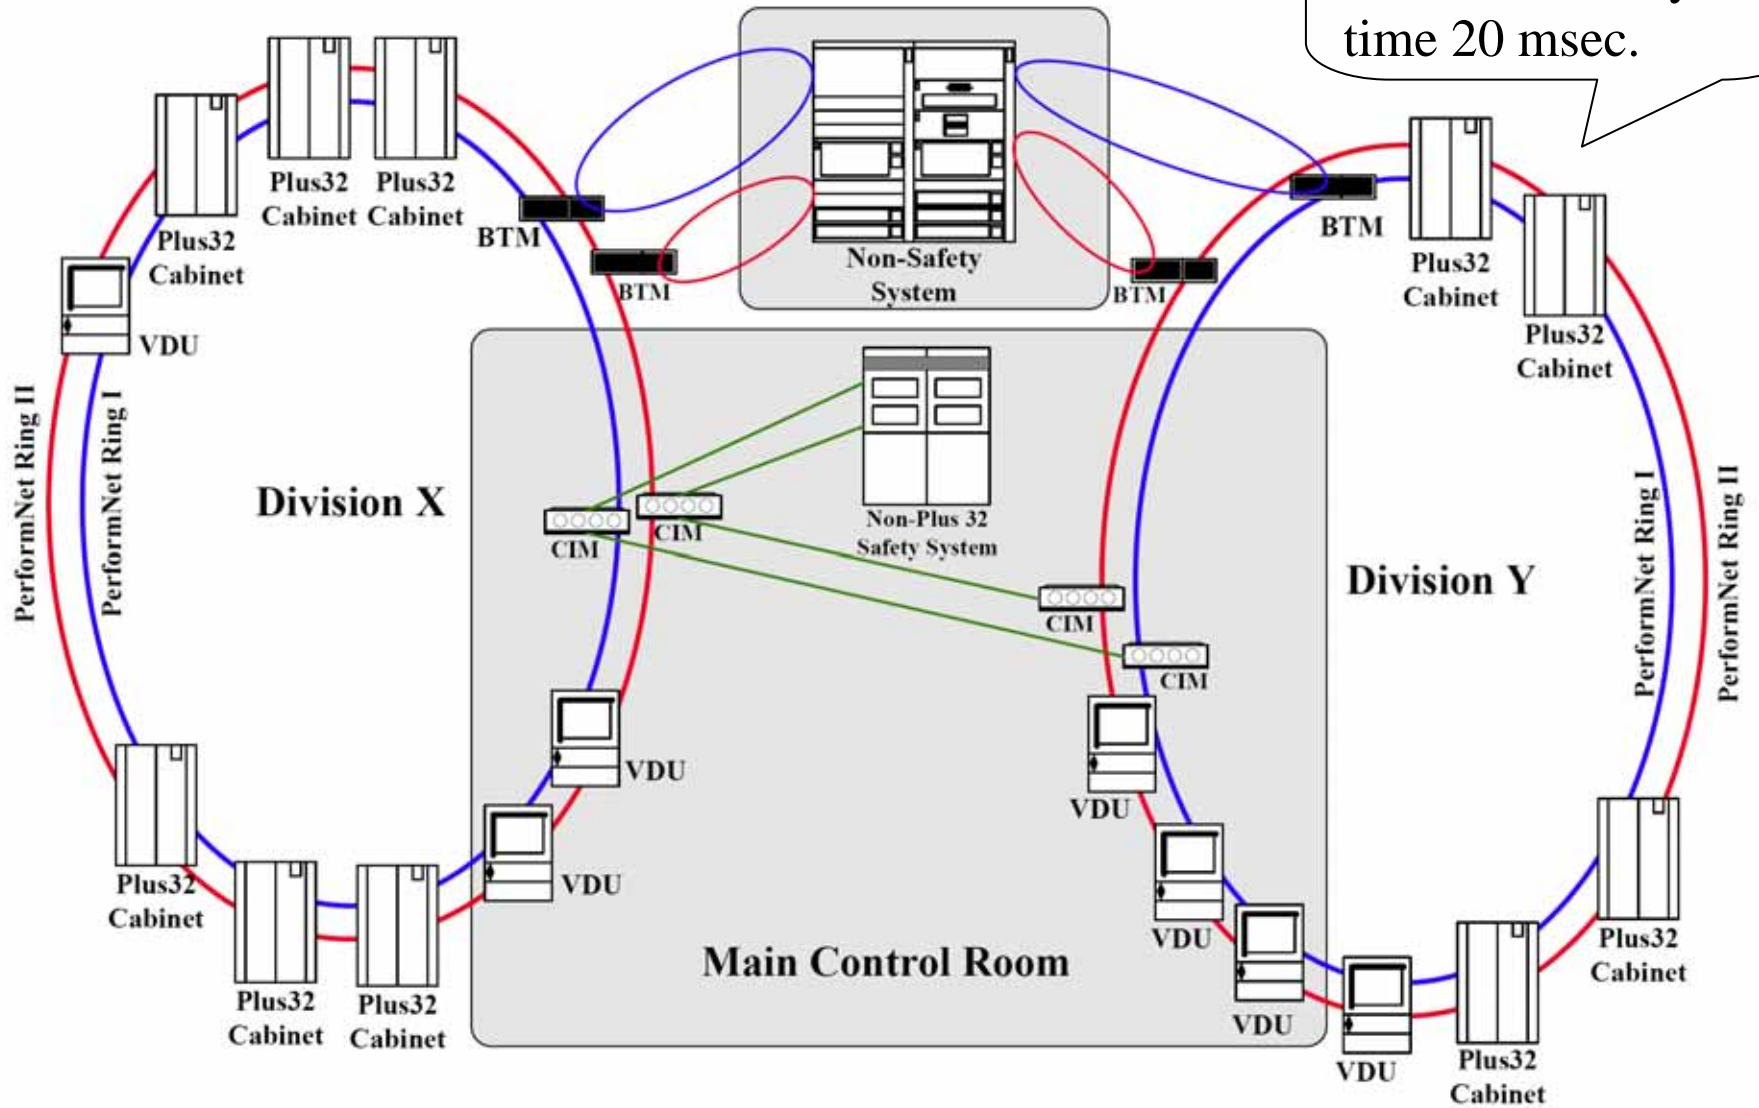 time 20 msec.
Plus32
Cabinet
Plus32
Cabinet
Plus32
Cabinet
VDU
BTM
BTM
Non-Safety
System
BTM
BTM
Plus32
Cabinet
Plus32
Cabinet
PerformNet Ring II
PerformNet Ring I
Division X
CIM
CIM
Non-Plus 32
Safety System
CIM
CIM
Division Y
PerformNet Ring I
PerformNet Ring II
VDU
VDU
VDU
VDU
VDU
VDU
Main Control Room
Plus32
Cabinet
Plus32
Cabinet
Plus32
Cabinet
Plus32
Cabinet
Plus32
Cabinet